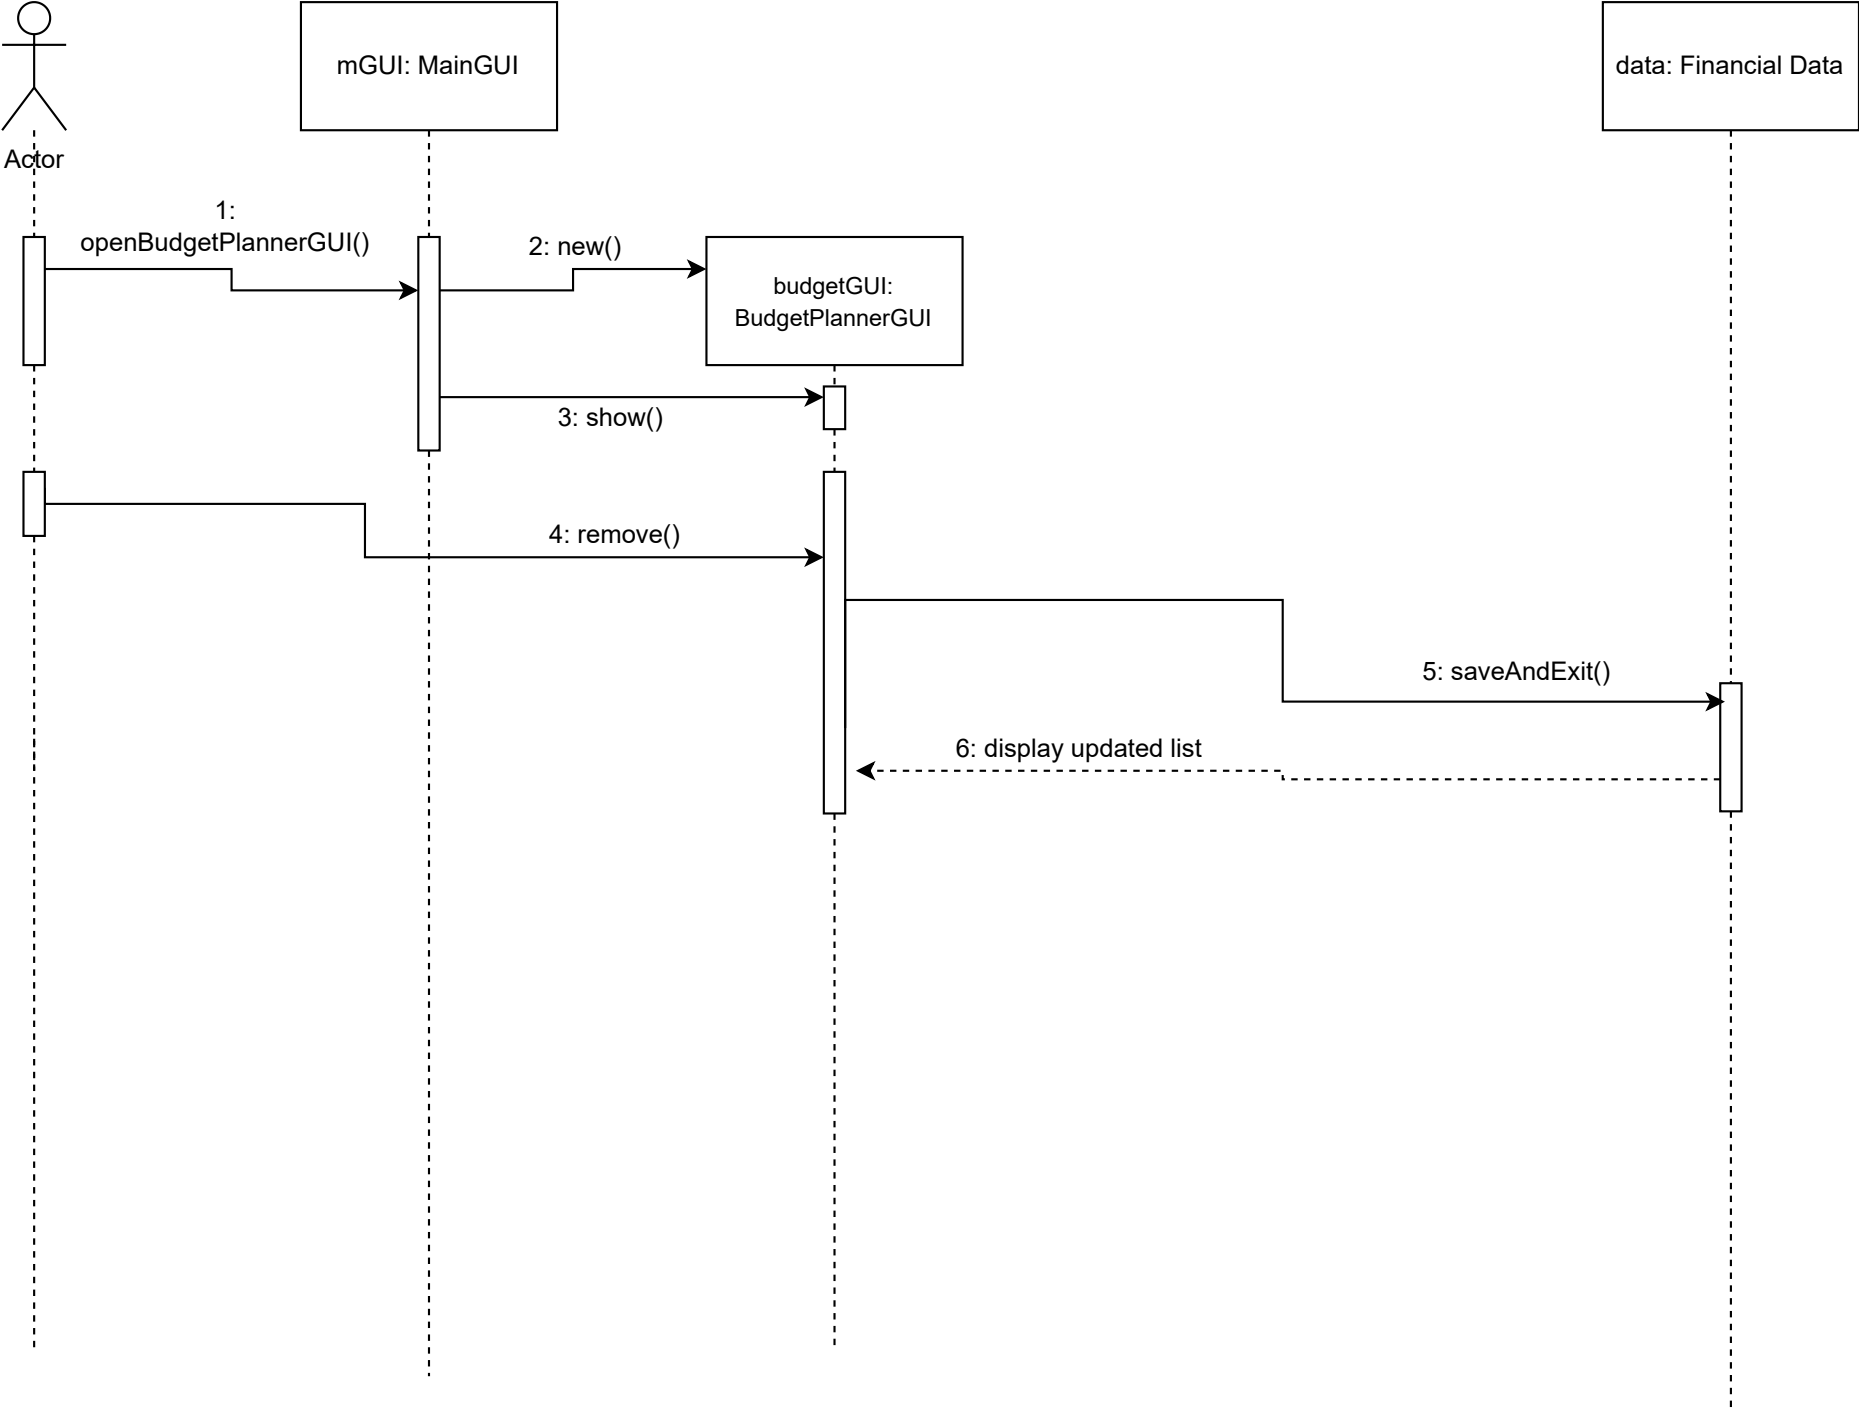 mGUI: MainGUI
data: Financial Data
Actor
1:
openBudgetPlannerGUI()
2: new()
budgetGUI:
BudgetPlannerGUI
3: show()
4: remove()
5: saveAndExit()
6: display updated list